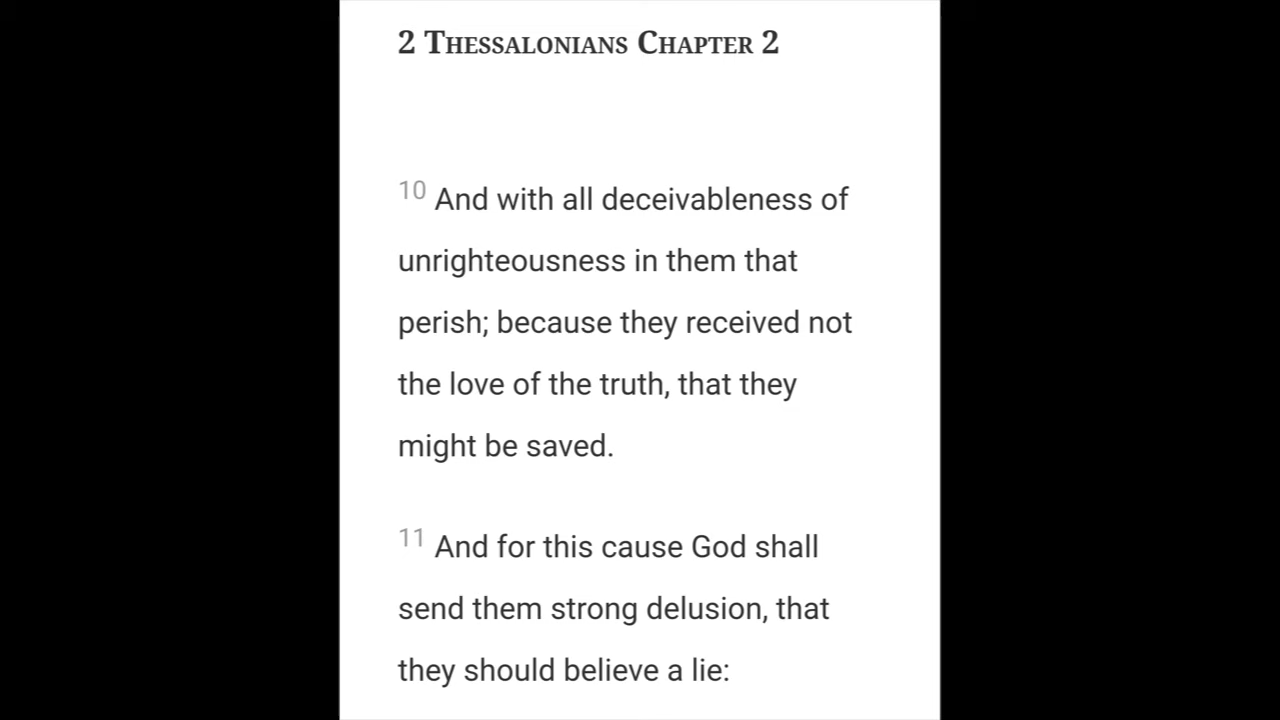 2 Thessalonians Chapter 2
10 And with all deceivableness of
unrighteousness in them that
perish; because they received not
the love of the truth, that they
might be saved.
11 And for this cause God shall
send them strong delusion, that
they should believe a lie: